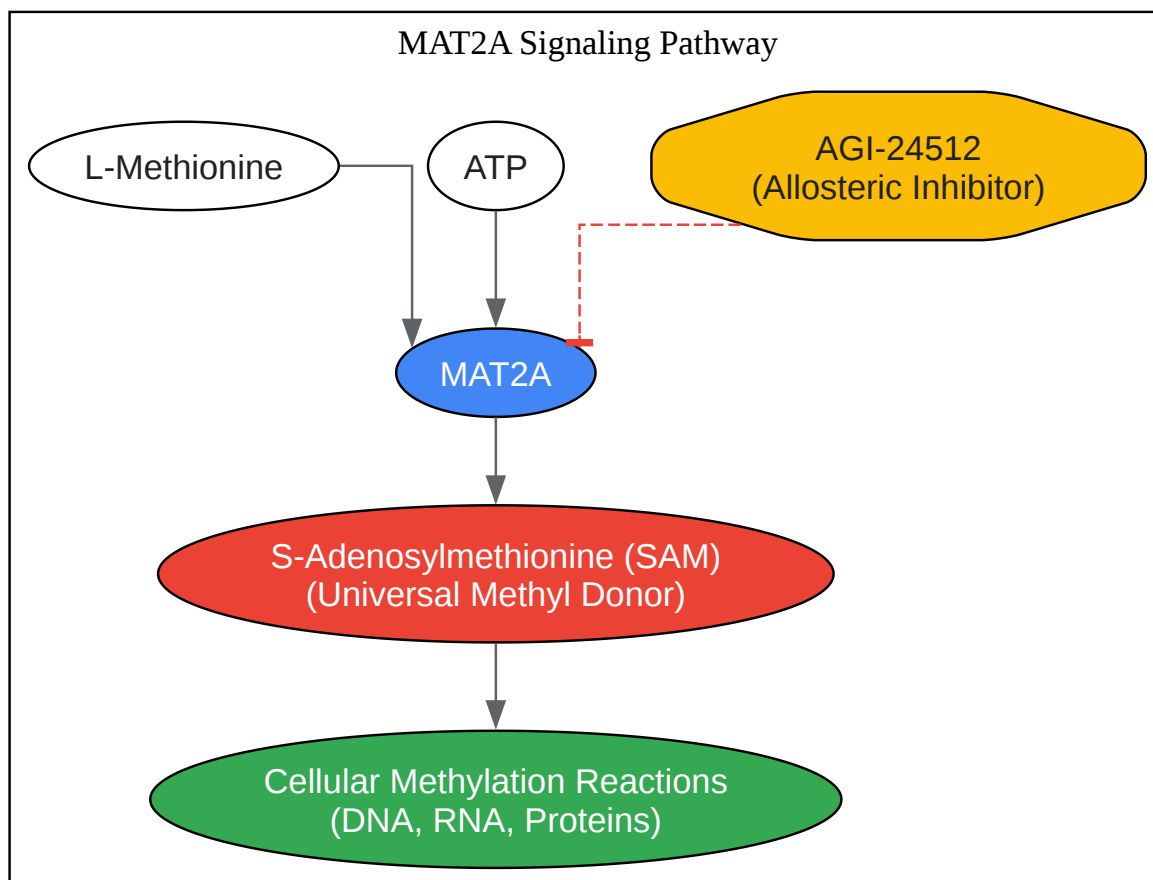 MAT2A Signaling Pathway
L-Methionine
ATP
AGI-24512
(Allosteric Inhibitor)
MAT2A
S-Adenosylmethionine (SAM)
(Universal Methyl Donor)
Cellular Methylation Reactions
(DNA, RNA, Proteins)